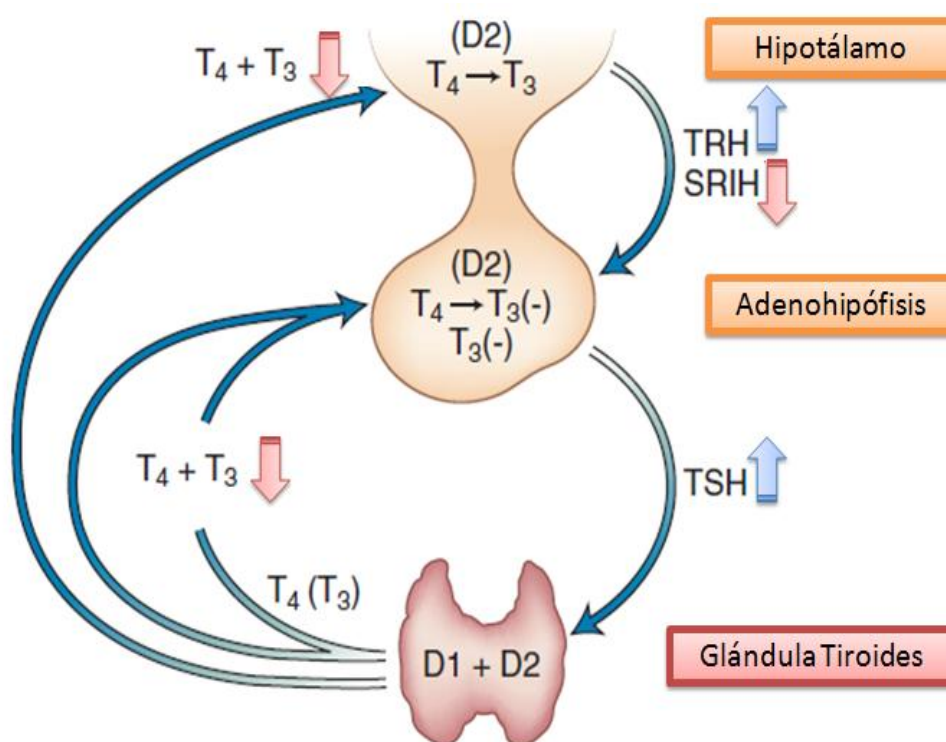 (D2)
T₄ → T₃
T₄ + T₃
Hipotálamo
TRH
SRIH
(D2)
T₄ → T₃(-)
T₃(-)
Adenohipófisis
T₄ + T₃
TSH
T₄ (T₃)
D1 + D2
Glándula Tiroides